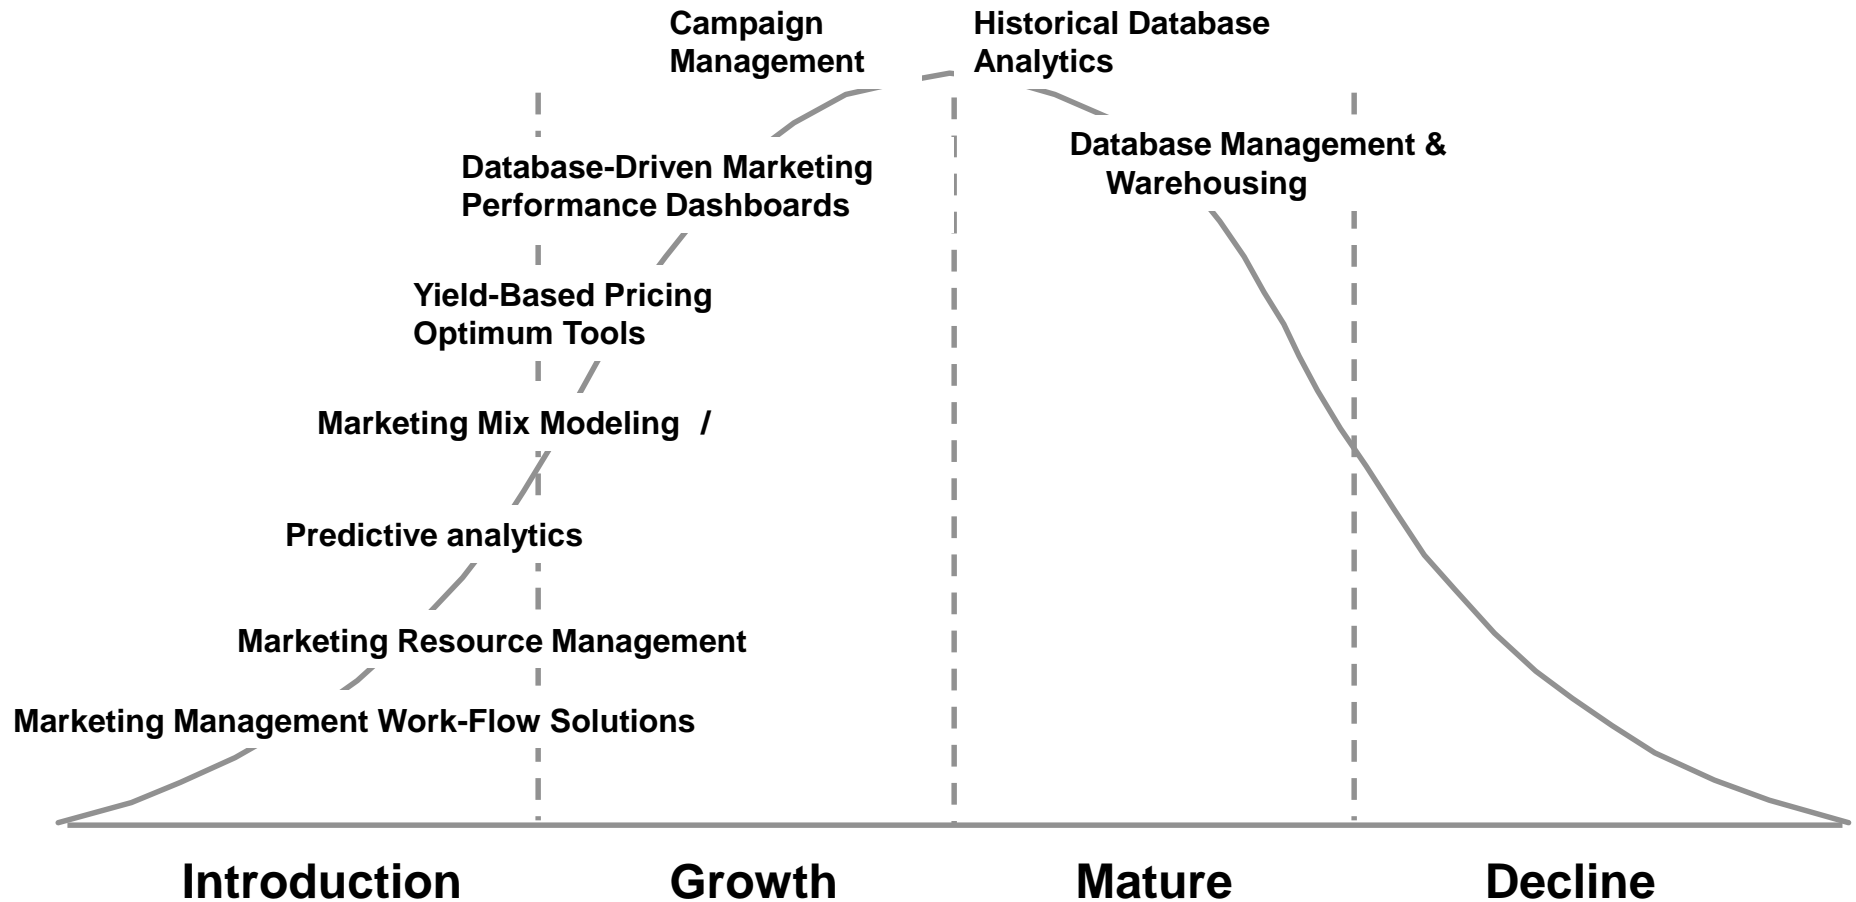 Campaign
Management
Historical Database
Analytics
Database-Driven Marketing
Performance Dashboards
Database Management &
Warehousing
Yield-Based Pricing
Optimum Tools
Marketing Mix Modeling /
Predictive analytics
Marketing Resource Management
Marketing Management Work-Flow Solutions
Introduction
Growth
Mature
Decline